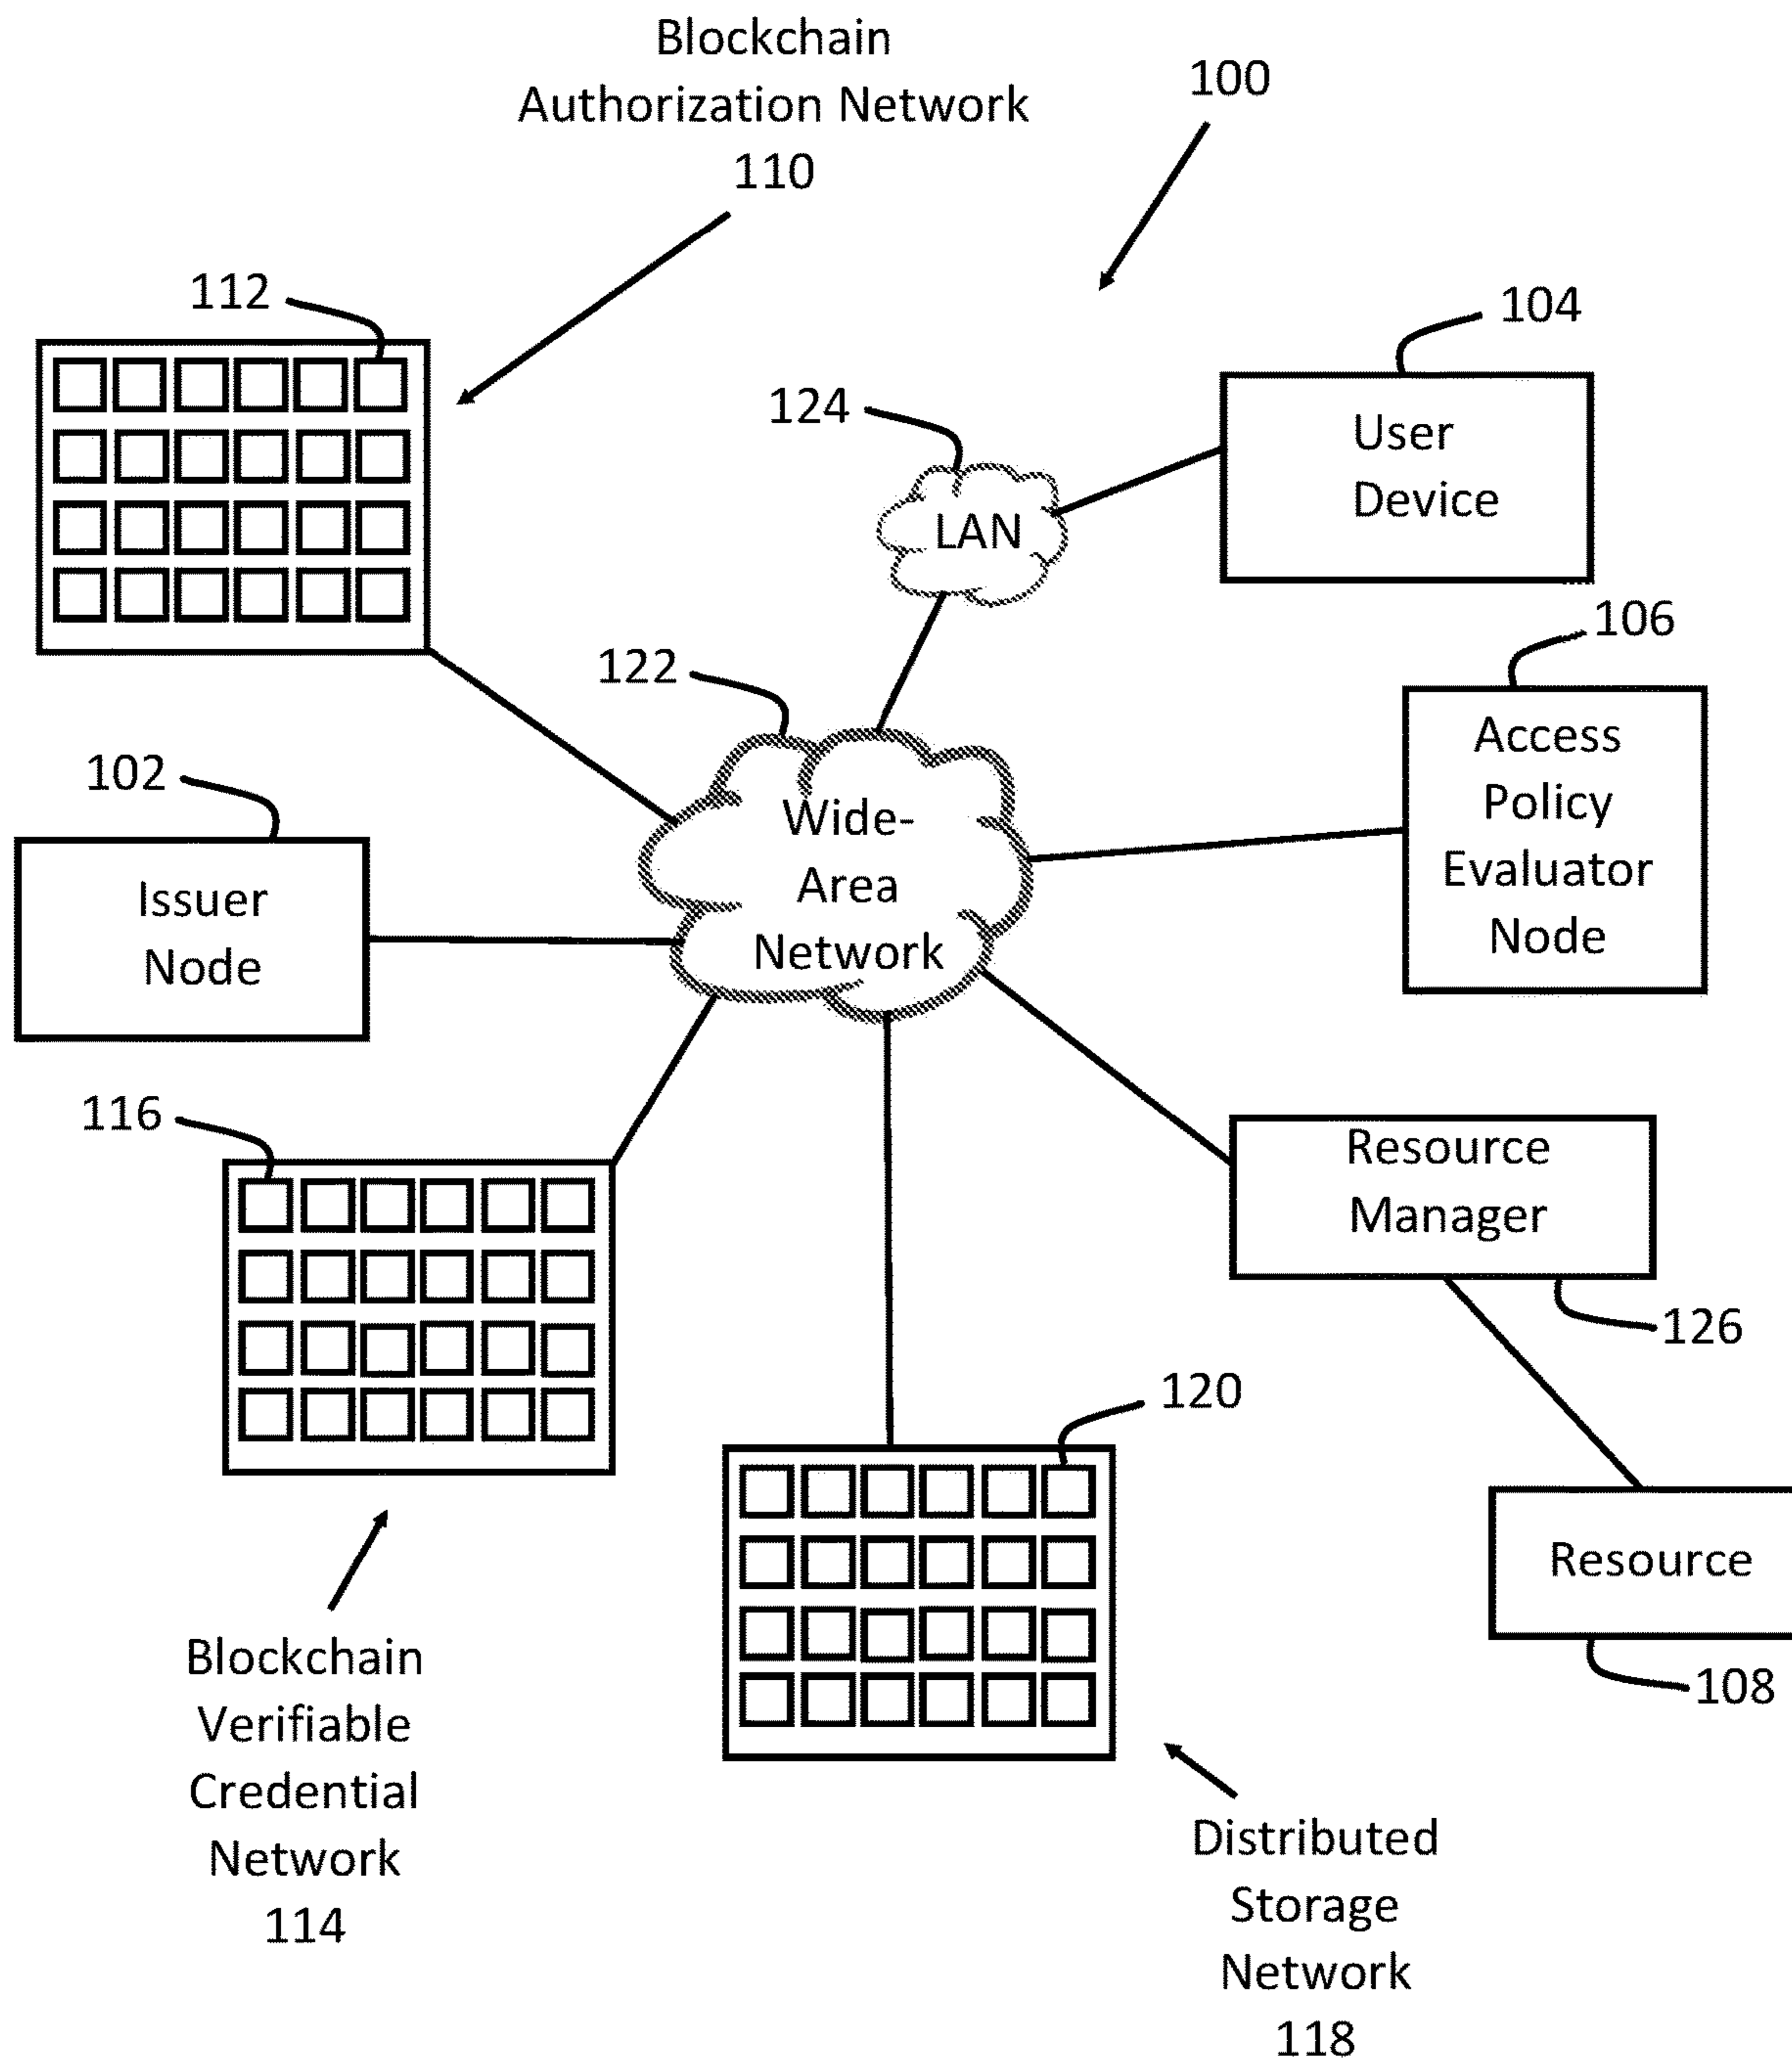 Blockchain
Authorization Network
110
100
112
104
124
User
Device
LAN
106
122
Access
Policy
Evaluator
Node
102
Wide-
Area
Network
Issuer
Node
116
Resource
Manager
126
120
Resource
108
Blockchain
Verifiable
Credential
Network
114
Distributed
Storage
Network
118